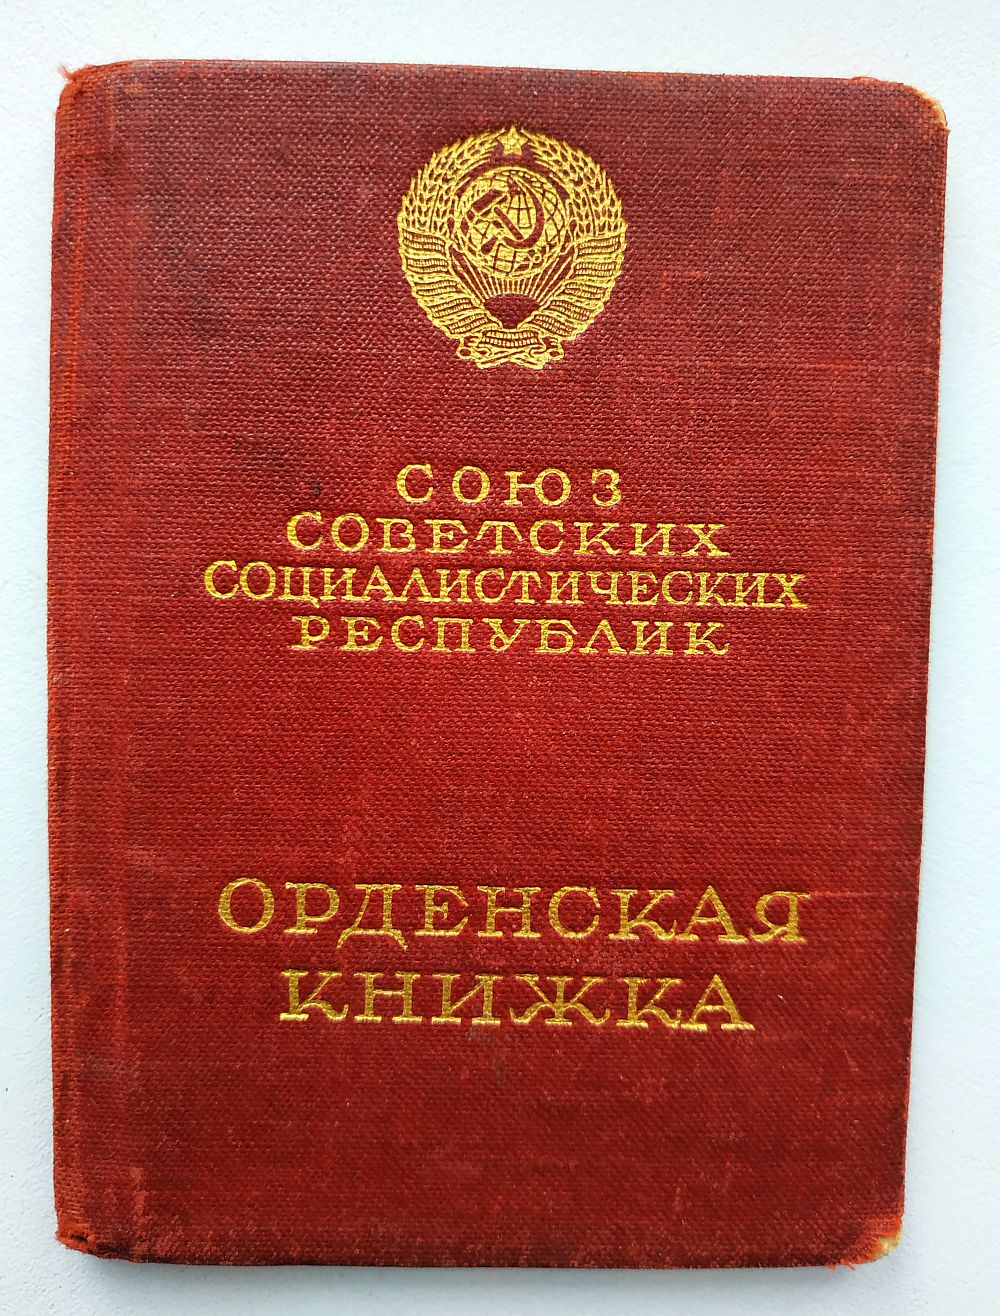 СОЮЗ
СОВЕТСКИХ
СОЦИАЛИСТИЧЕСКИХ
РЕСПУБЛИК
ОРДЕНСКАЯ
КНИЖКА